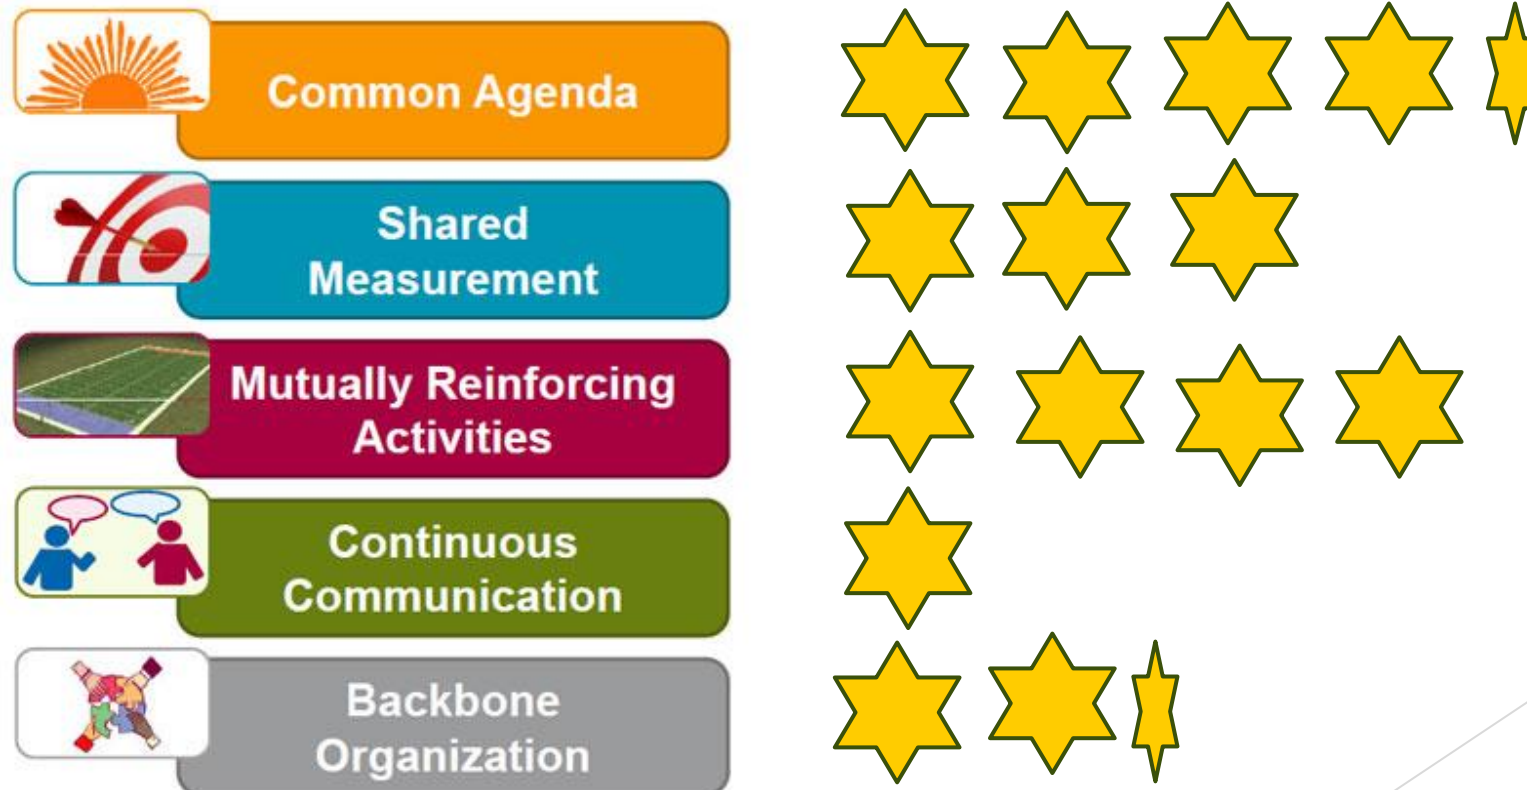 Common Agenda
Shared
Measurement
Mutually Reinforcing
Activities
Continuous
Communication
Backbone
Organization